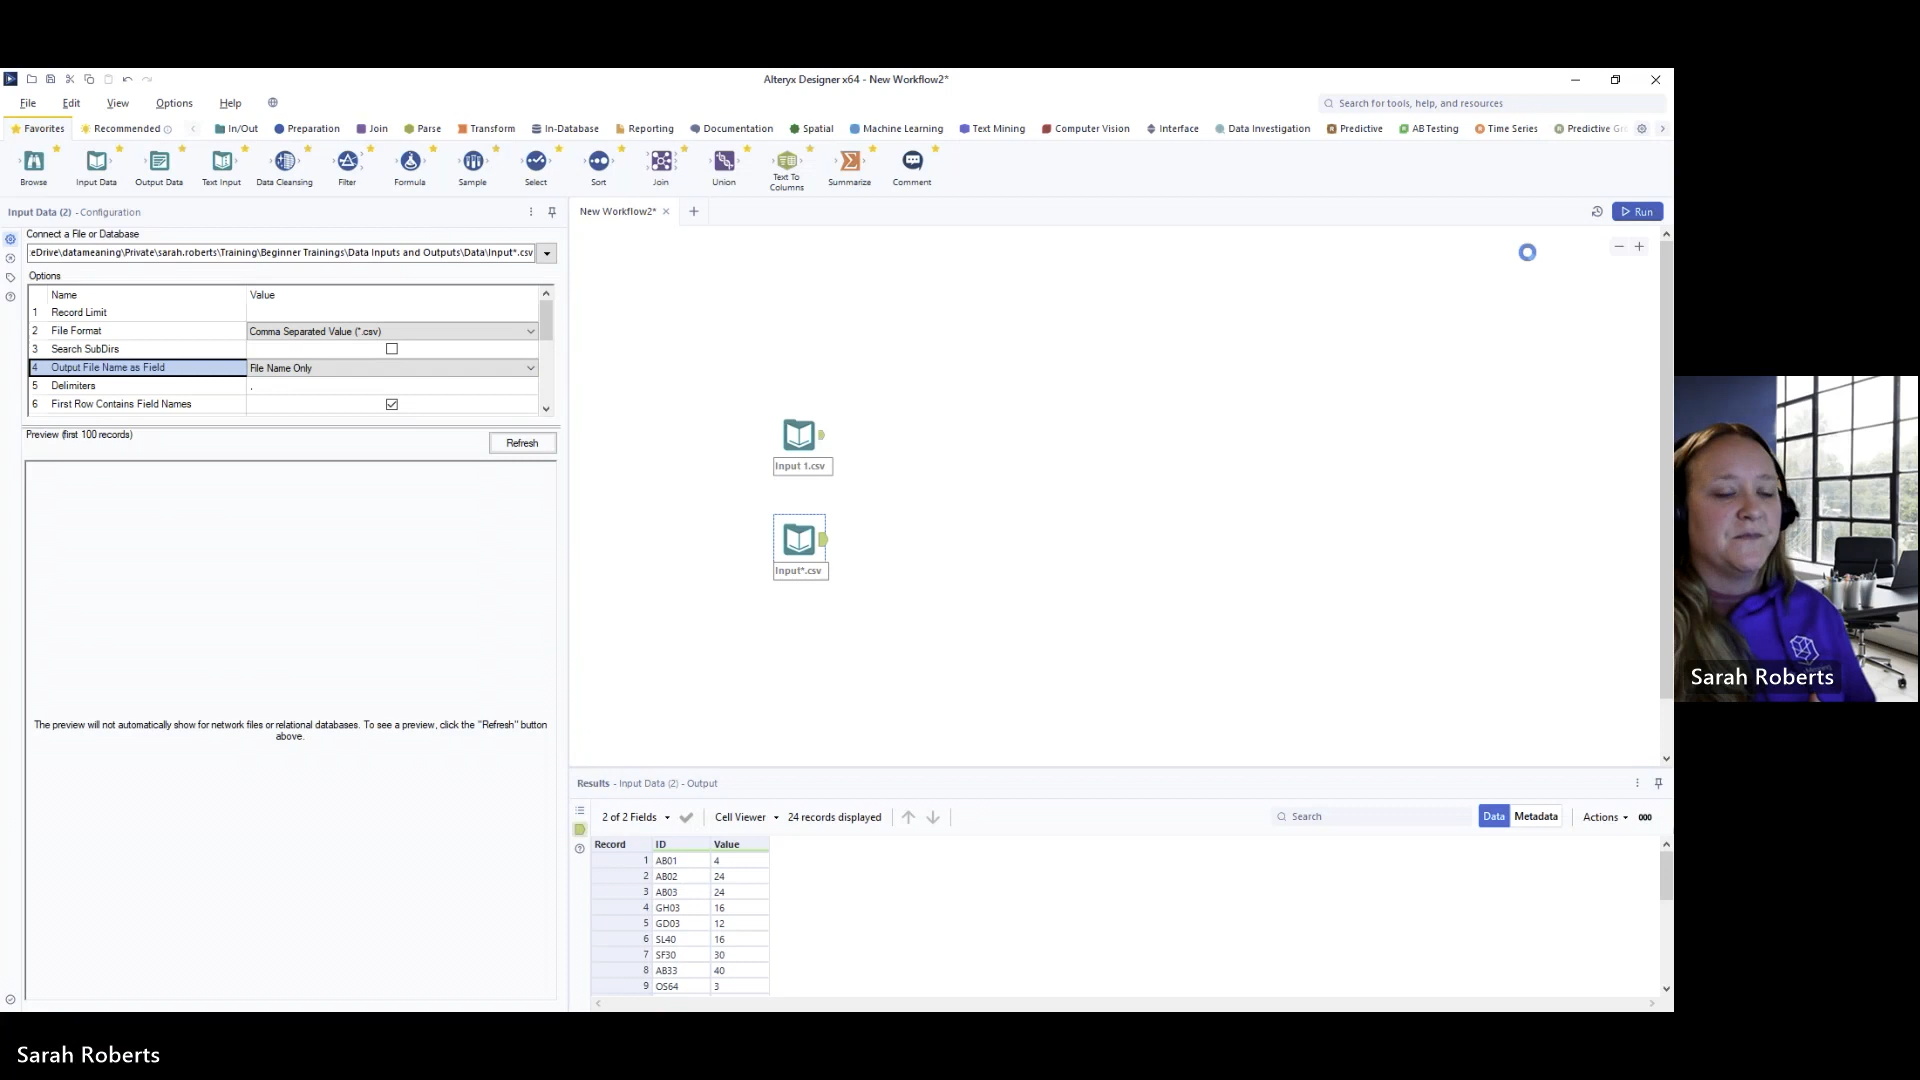 Alteryx Designer x64 - New Workflow2*
File Edit View Options Help
Search for tools, help, and resources
Favorites Recommended In/Out Preparation Join Parse Transform In-Database Reporting Documentation Spatial Machine Learning Text Mining Computer Vision Interface Data Investigation Predictive AB Testing Time Series Predictive Gr
Browse Input Data Output Data Text Input Data Cleansing Filter Formula Sample Select Sort Join Union Text To Columns Summarize Comment
Input Data (2) - Configuration
New Workflow2*
Run
Connect a File or Database
eDrive\datameaning\Private\sarah.roberts\Training\Beginner Trainings\Data Inputs and Outputs\Data\Input*.csv
Options
Name Value
1 Record Limit
2 File Format Comma Separated Value (*.csv)
3 Search SubDirs
4 Output File Name as Field File Name Only
5 Delimiters ,
6 First Row Contains Field Names
Preview (first 100 records)
Refresh
The preview will not automatically show for network files or relational databases. To see a preview, click the "Refresh" button
above.
Input 1.csv
Input*.csv
Results - Input Data (2) - Output
2 of 2 Fields Cell Viewer 24 records displayed Search Data Metadata Actions 000
Record ID Value
1 AB01 4
2 AB02 24
3 AB03 24
4 GH03 16
5 GD03 12
6 SL40 16
7 SF30 30
8 AB33 40
9 OS64 3
Sarah Roberts
Sarah Roberts